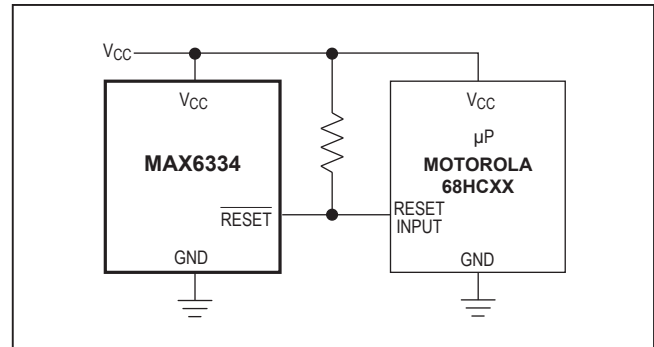 VCC
VCC
MAX6334
RESET
GND
VCC
µP
MOTOROLA
68HCXX
RESET
INPUT
GND